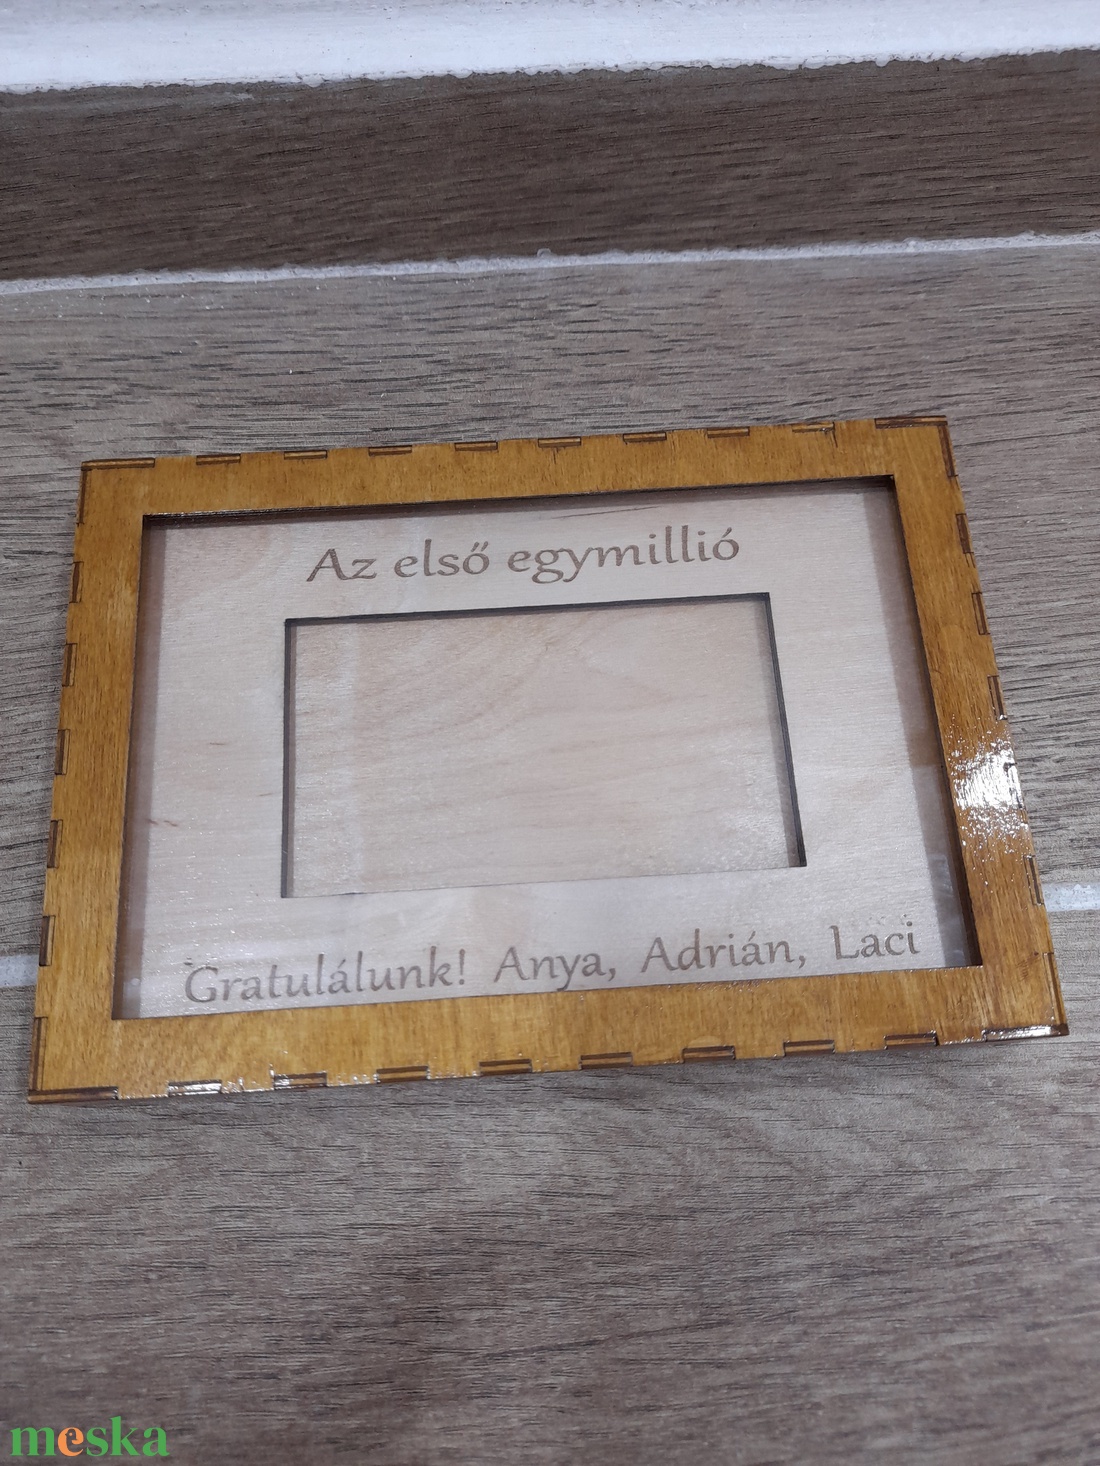 Az első egymillió
Gratulálunk! Anya, Adrián, Laci
meska